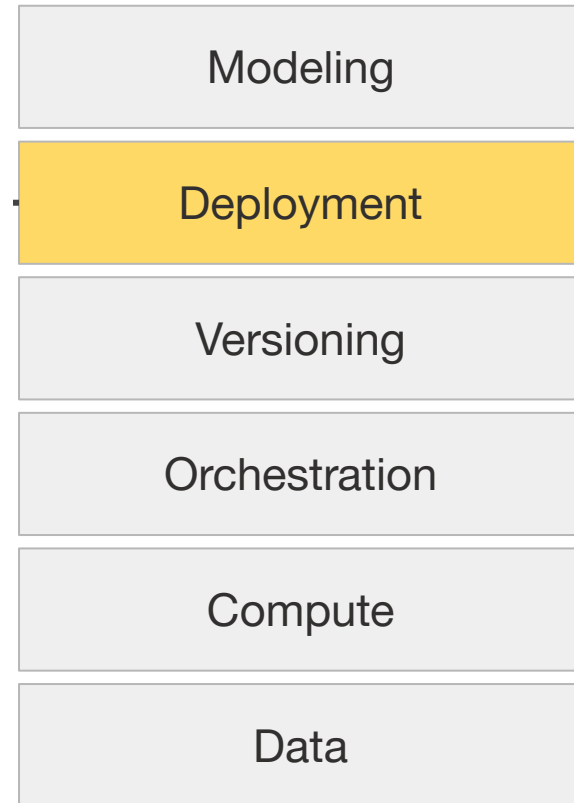 Modeling
Deployment
Versioning
Orchestration
Compute
Data